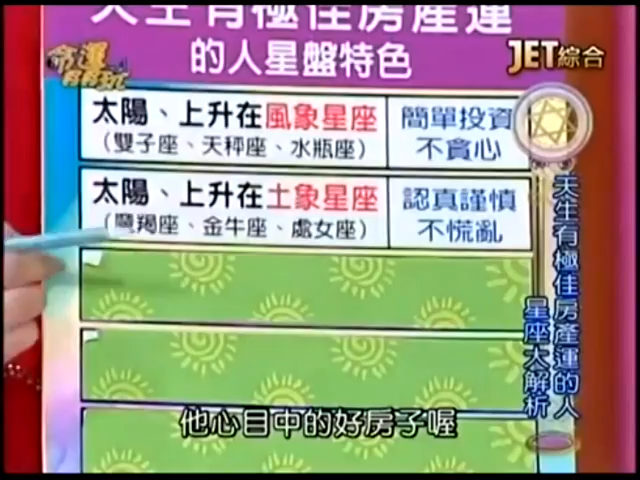 天生有極佳房產運
的人星盤特色
命運好好玩
JET綜合
太陽、上升在風象星座
(雙子座、天秤座、水瓶座)
簡單投資
不貪心
太陽、上升在土象星座
(魔羯座、金牛座、處女座)
認真謹慎
不慌亂
天生有極佳房產運的人
星座大解析
他心目中的好房子喔